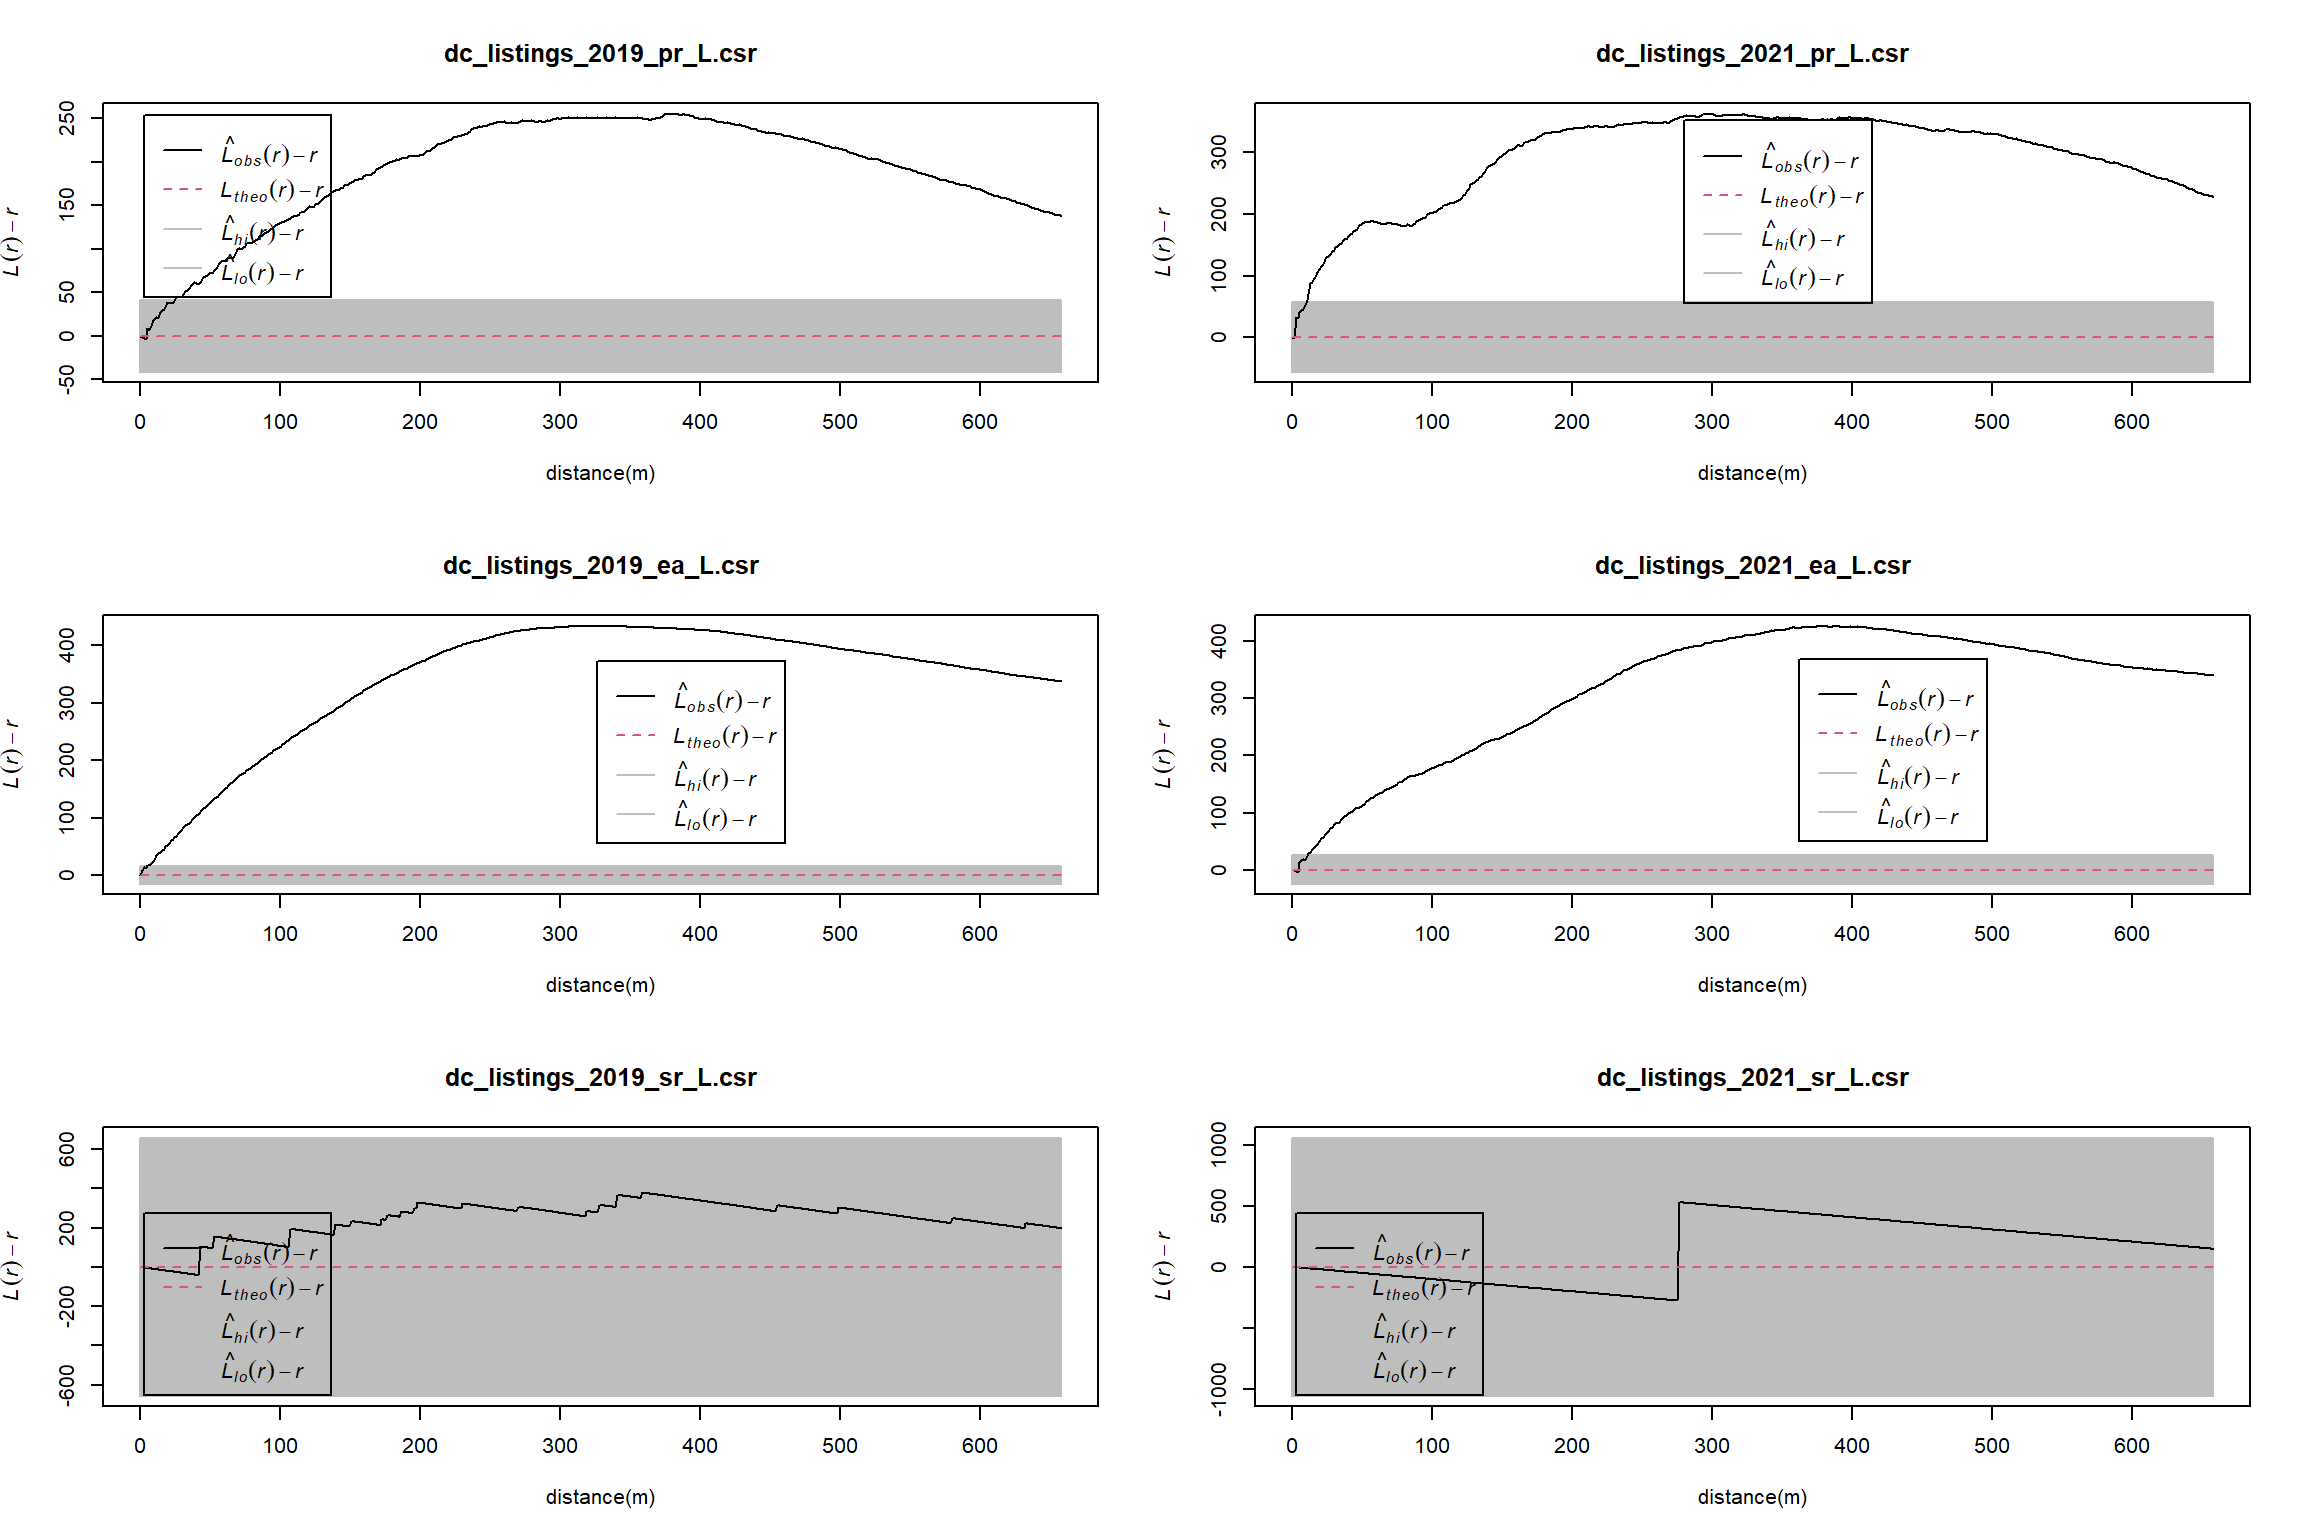 dc_listings_2019_pr_L.csr
L(r) − r
250
150
50
0
-50
L̂obs(r) − r
Ltheo(r) − r
L̂hi(r) − r
L̂lo(r) − r
0 100 200 300 400 500 600
distance(m)
dc_listings_2021_pr_L.csr
L(r) − r
300
200
100
0
L̂obs(r) − r
Ltheo(r) − r
L̂hi(r) − r
L̂lo(r) − r
0 100 200 300 400 500 600
distance(m)
dc_listings_2019_ea_L.csr
L(r) − r
400
300
200
100
0
L̂obs(r) − r
Ltheo(r) − r
L̂hi(r) − r
L̂lo(r) − r
0 100 200 300 400 500 600
distance(m)
dc_listings_2021_ea_L.csr
L(r) − r
400
300
200
100
0
L̂obs(r) − r
Ltheo(r) − r
L̂hi(r) − r
L̂lo(r) − r
0 100 200 300 400 500 600
distance(m)
dc_listings_2019_sr_L.csr
L(r) − r
600
200
-200
-600
L̂obs(r) − r
Ltheo(r) − r
L̂hi(r) − r
L̂lo(r) − r
0 100 200 300 400 500 600
distance(m)
dc_listings_2021_sr_L.csr
L(r) − r
1000
500
0
-1000
L̂obs(r) − r
Ltheo(r) − r
L̂hi(r) − r
L̂lo(r) − r
0 100 200 300 400 500 600
distance(m)